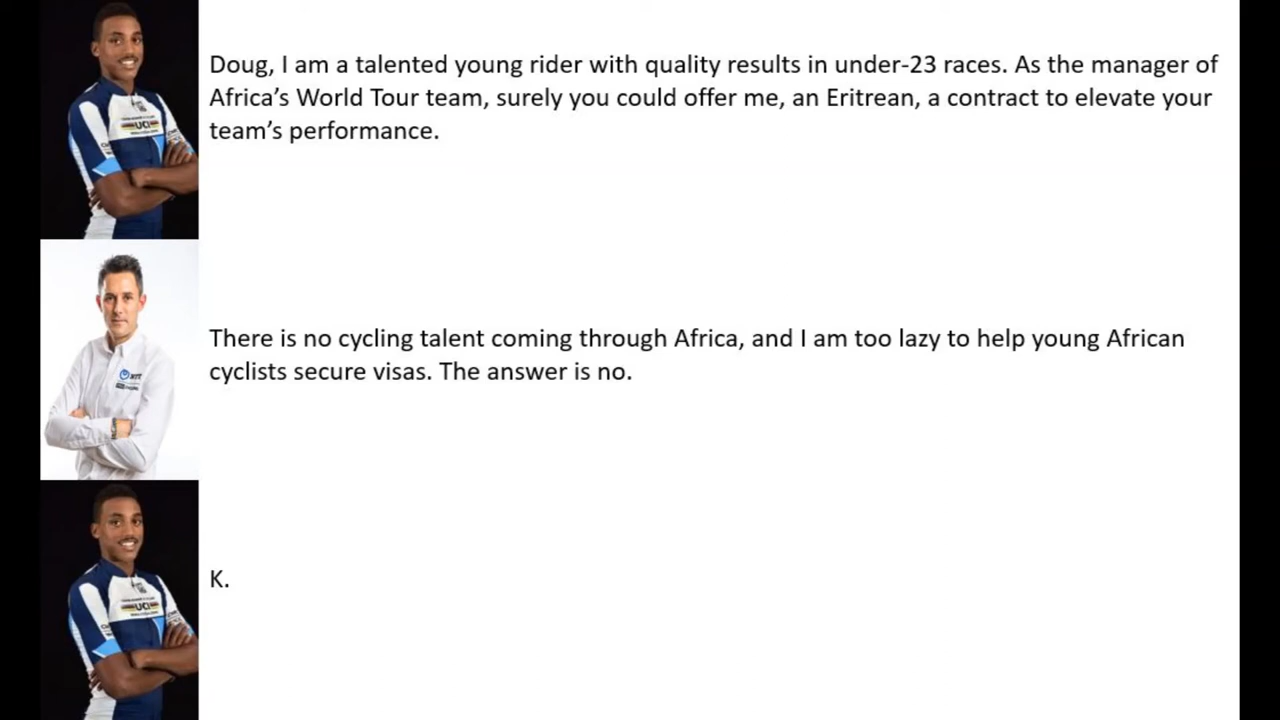 Doug, I am a talented young rider with quality results in under-23 races. As the manager of
Africa’s World Tour team, surely you could offer me, an Eritrean, a contract to elevate your
team’s performance.
UCI
There is no cycling talent coming through Africa, and I am too lazy to help young African
cyclists secure visas. The answer is no.
K.
UCI